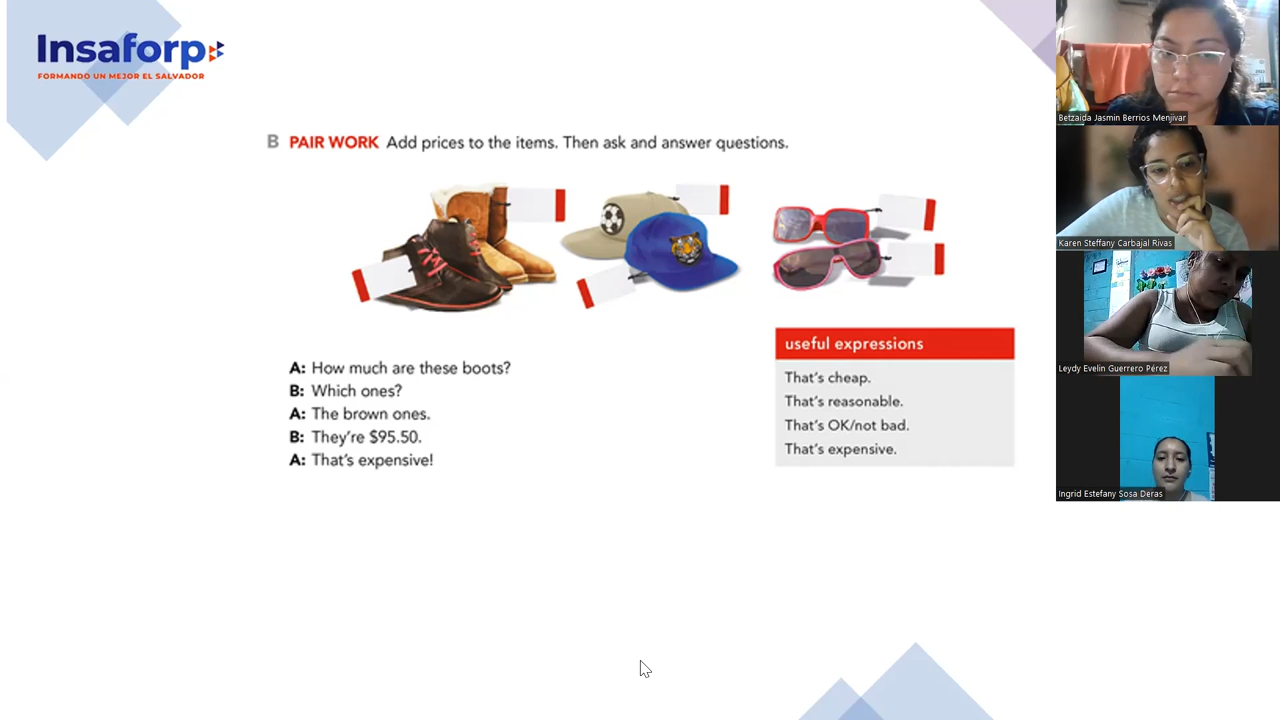 Insaforp
FORMANDO UN MEJOR EL SALVADOR
B PAIR WORK Add prices to the items. Then ask and answer questions.
A: How much are these boots?
B: Which ones?
A: The brown ones.
B: They're $95.50.
A: That's expensive!
useful expressions
That's cheap.
That's reasonable.
That's OK/not bad.
That's expensive.
Betzaida Jasmin Berrios Menjivar
Karen Steffany Carbajal Rivas
Leydy Evelin Guerrero Pérez
Ingrid Estefany Sosa Deras